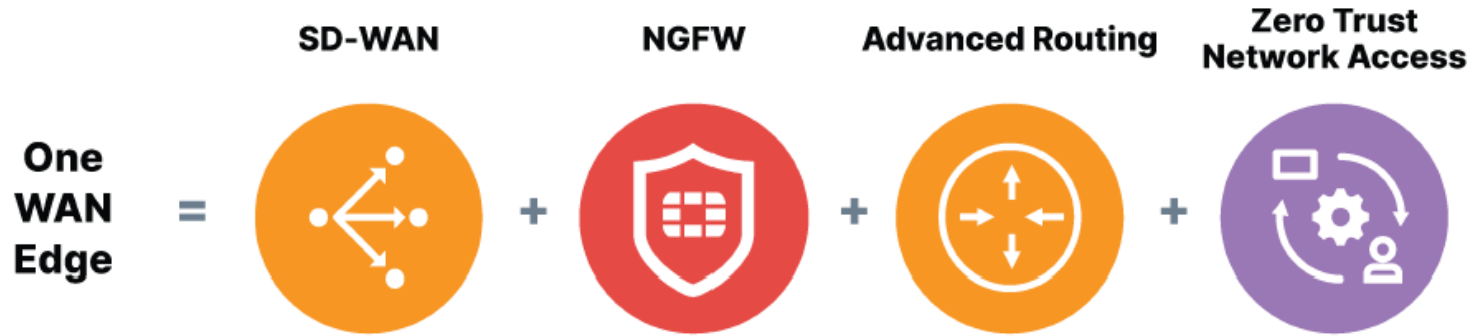 SD-WAN
NGFW
Advanced Routing
Zero Trust
Network Access
One
WAN
Edge
=
+
+
+